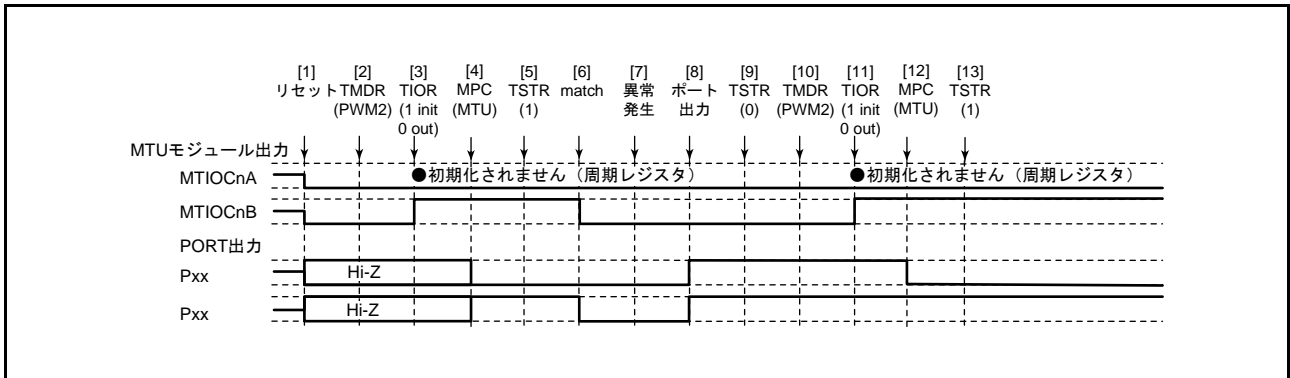 [1] [2] [3] [4] [5] [6] [7] [8] [9] [10] [11] [12] [13]
リセット TMDR TIOR MPC TSTR match 異常 ポート TSTR TMDR TIOR MPC TSTR
(PWM2) (1 init (MTU) (1) 発生 出力 (0) (PWM2) (1 init (MTU) (1)
0 out) 0 out)
MTUモジュール出力
MTIOCnA ●初期化されません（周期レジスタ） ●初期化されません（周期レジスタ）
MTIOCnB
PORT出力
Pxx Hi-Z
Pxx Hi-Z